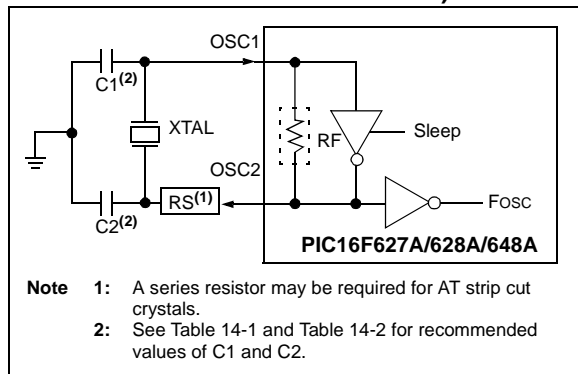 OSC1
C1(2)
XTAL
RF
Sleep
OSC2
RS(1)
C2(2)
FOSC
PIC16F627A/628A/648A
Note 1: A series resistor may be required for AT strip cut
crystals.
2: See Table 14-1 and Table 14-2 for recommended
values of C1 and C2.